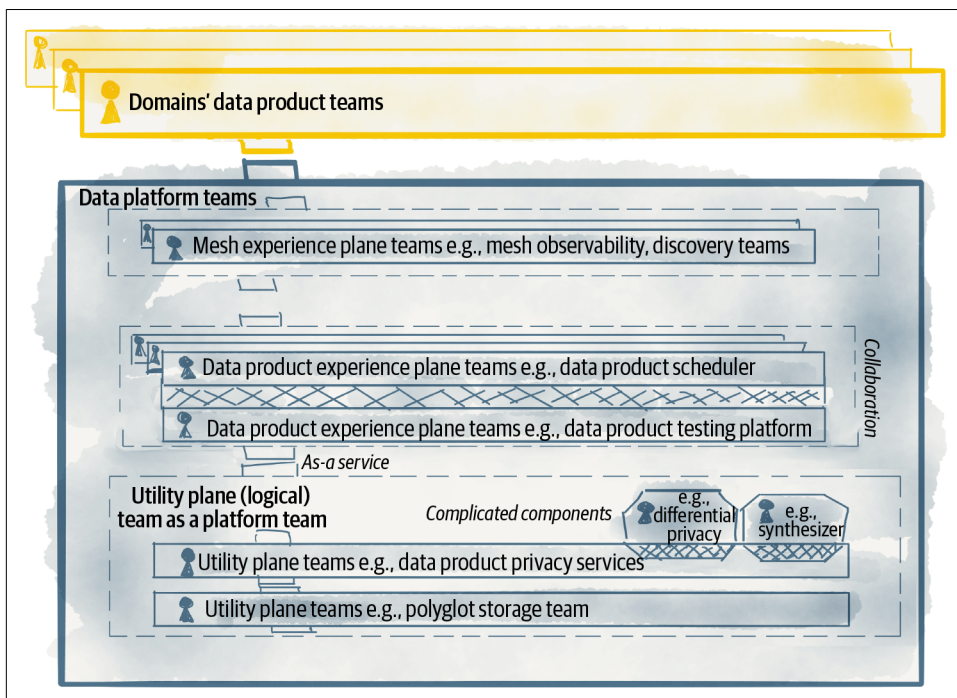 Domains' data product teams
Data platform teams
Mesh experience plane teams e.g., mesh observability, discovery teams
Data product experience plane teams e.g., data product scheduler
Data product experience plane teams e.g., data product testing platform
Collaboration
As-a service
Utility plane (logical)
team as a platform team
Complicated components
e.g.,
differential
privacy
e.g.,
synthesizer
Utility plane teams e.g., data product privacy services
Utility plane teams e.g., polyglot storage team